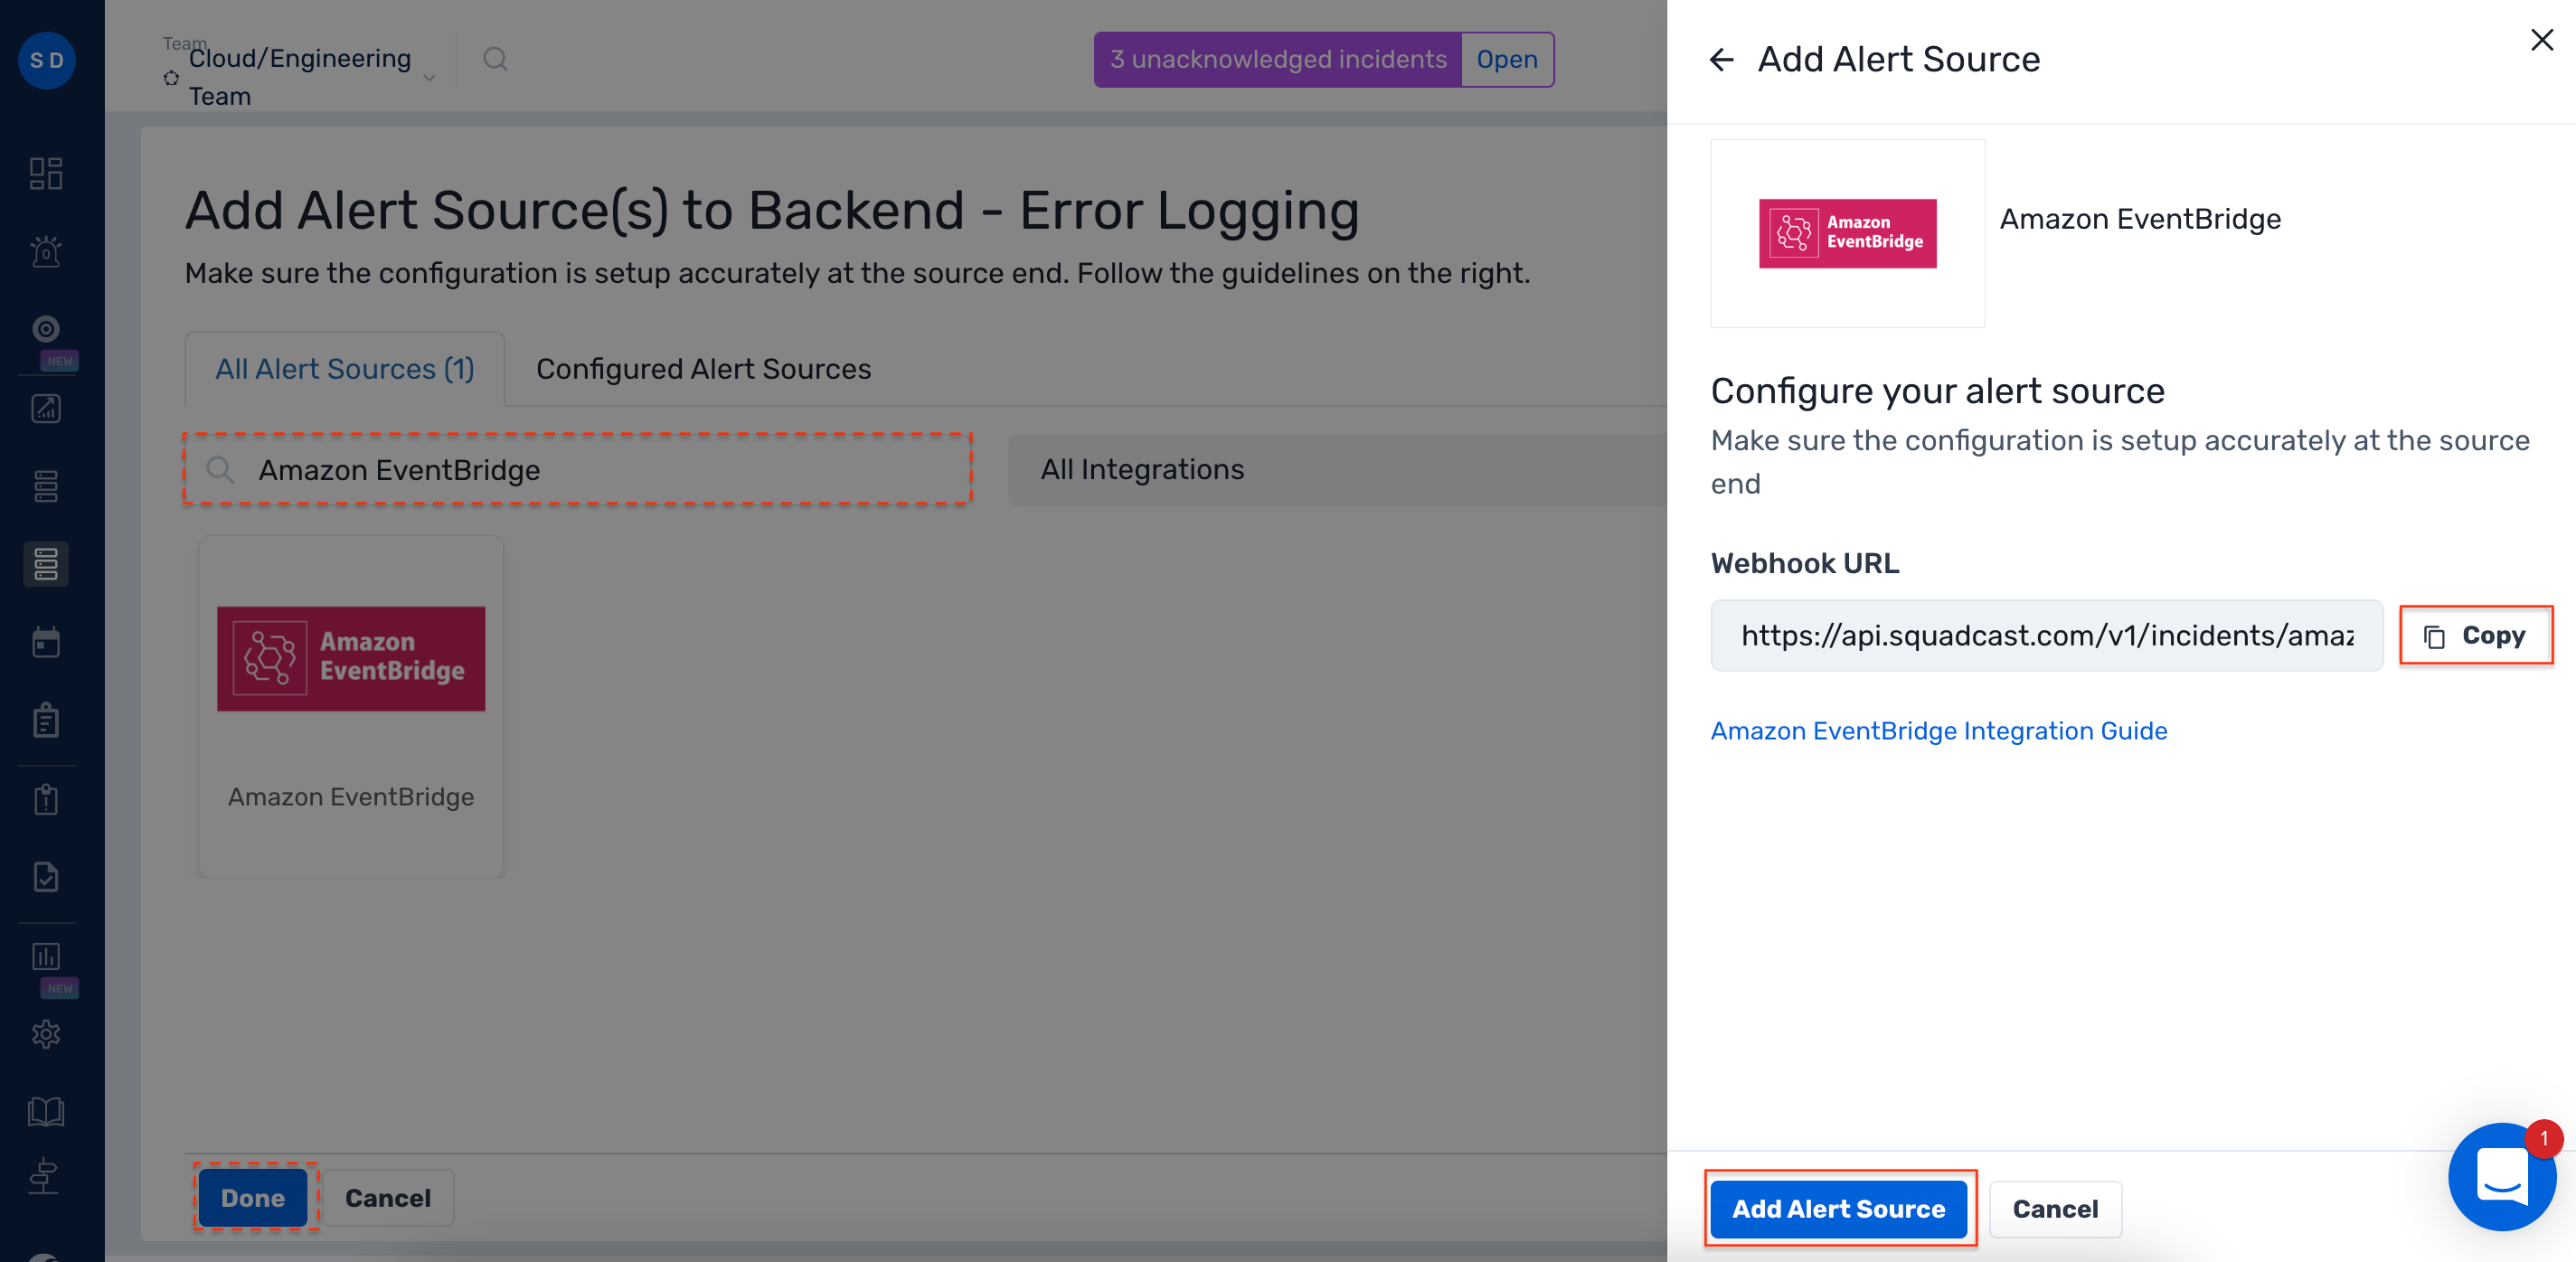 S D
NEW
NEW
Team
Cloud/Engineering
Team
3 unacknowledged incidents
Open
Add Alert Source(s) to Backend - Error Logging
Make sure the configuration is setup accurately at the source end. Follow the guidelines on the right.
All Alert Sources (1)
Configured Alert Sources
Amazon EventBridge
All Integrations
Amazon
EventBridge
Amazon EventBridge
Done
Cancel
Add Alert Source
Amazon
EventBridge
Amazon EventBridge
Configure your alert source
Make sure the configuration is setup accurately at the source
end
Webhook URL
https://api.squadcast.com/v1/incidents/amaz
Copy
Amazon EventBridge Integration Guide
Add Alert Source
Cancel
1